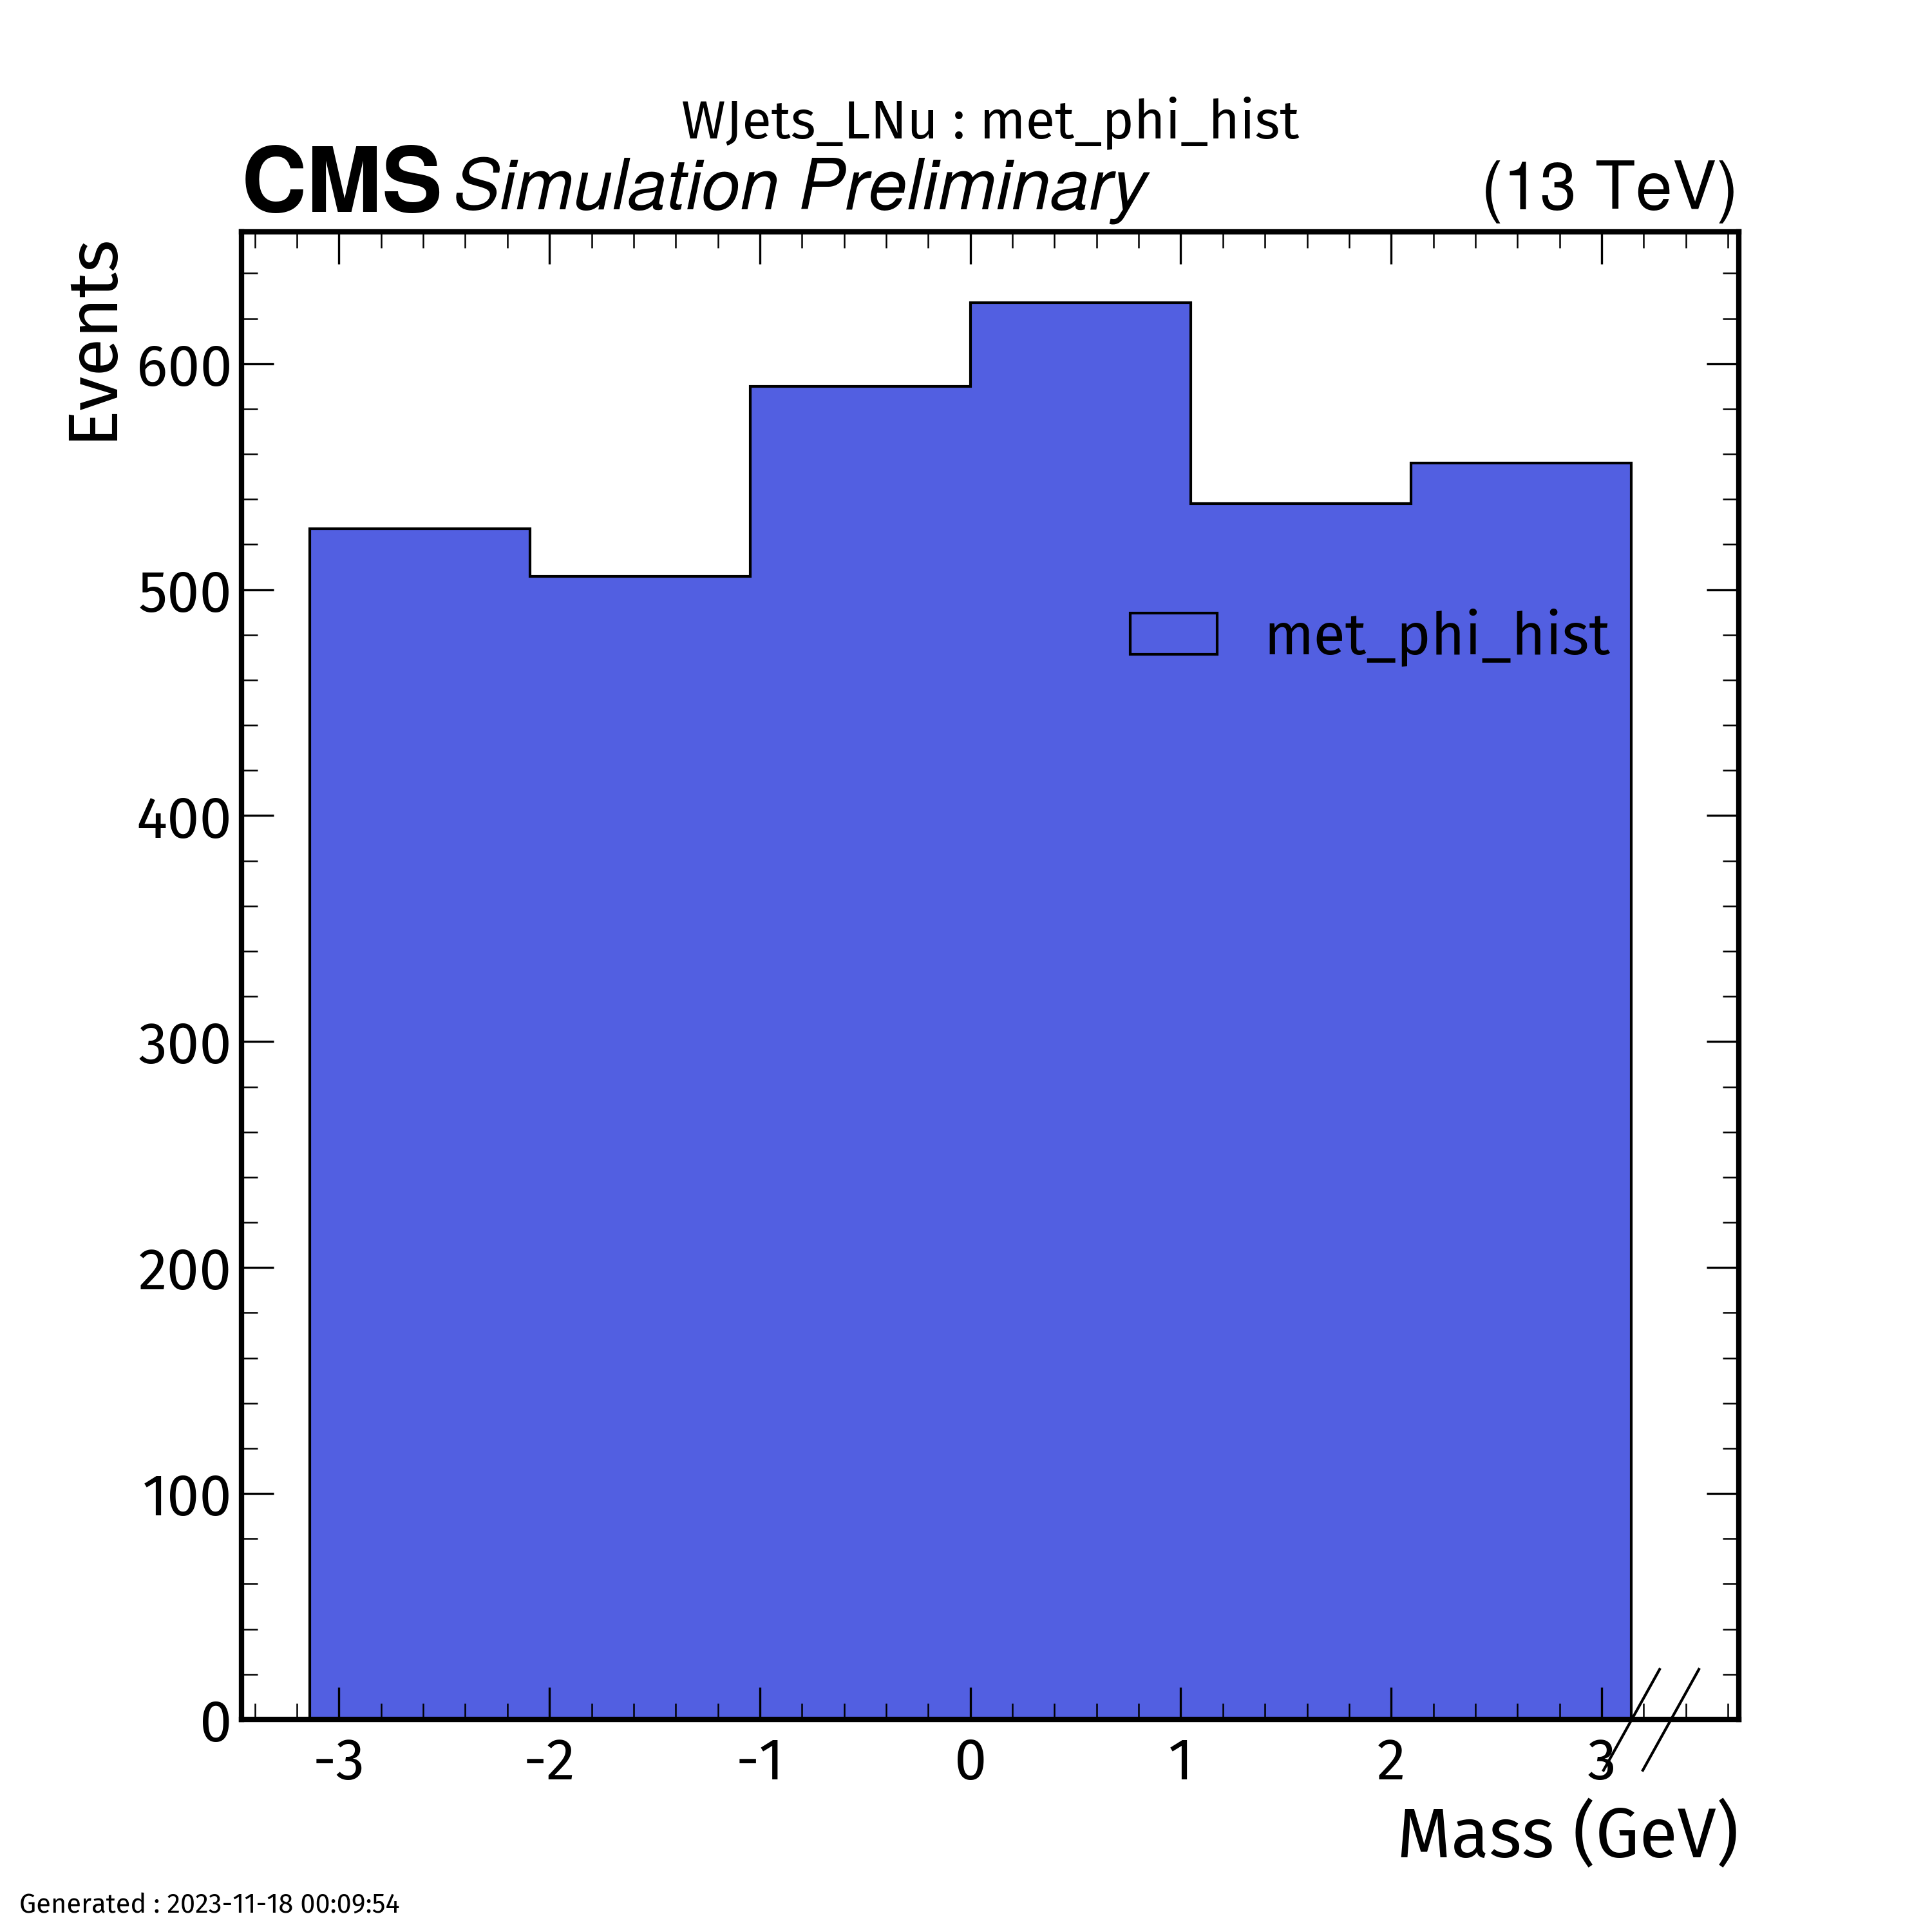 WJets_LNu : met_phi_hist
CMS Simulation Preliminary (13 TeV)
Events
600
500
met_phi_hist
400
300
200
100
0
-3 -2 -1 0 1 2 3
Mass (GeV)
Generated : 2023-11-18 00:09:54